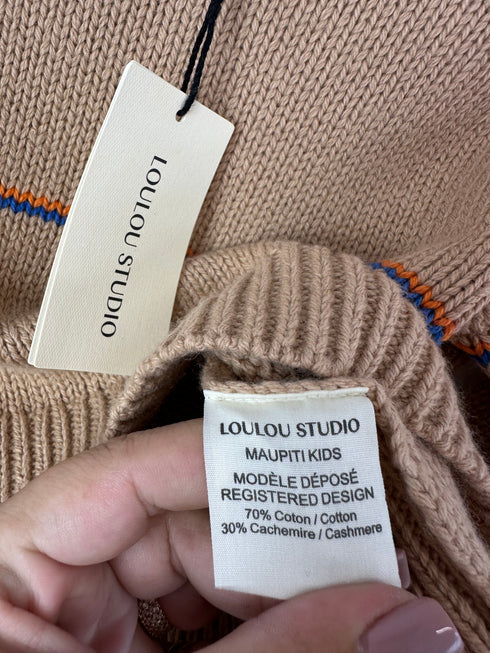 LOULOU STUDIO
LOULOU STUDIO
MAUPITI KIDS
MODÈLE DÉPOSÉ
REGISTERED DESIGN
70% Coton / Cotton
30% Cachemire / Cashmere